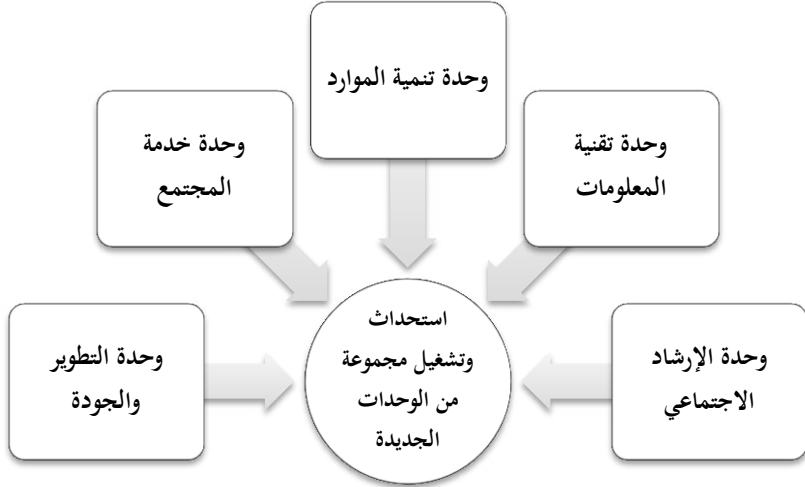 وحدة تنمية الموارد
وحدة تقنية
المعلومات
وحدة خدمة
المجتمع
وحدة الإرشاد
الاجتماعي
استحداث
وتشغيل مجموعة
من الوحدات
الجديدة
وحدة التطوير
والجودة